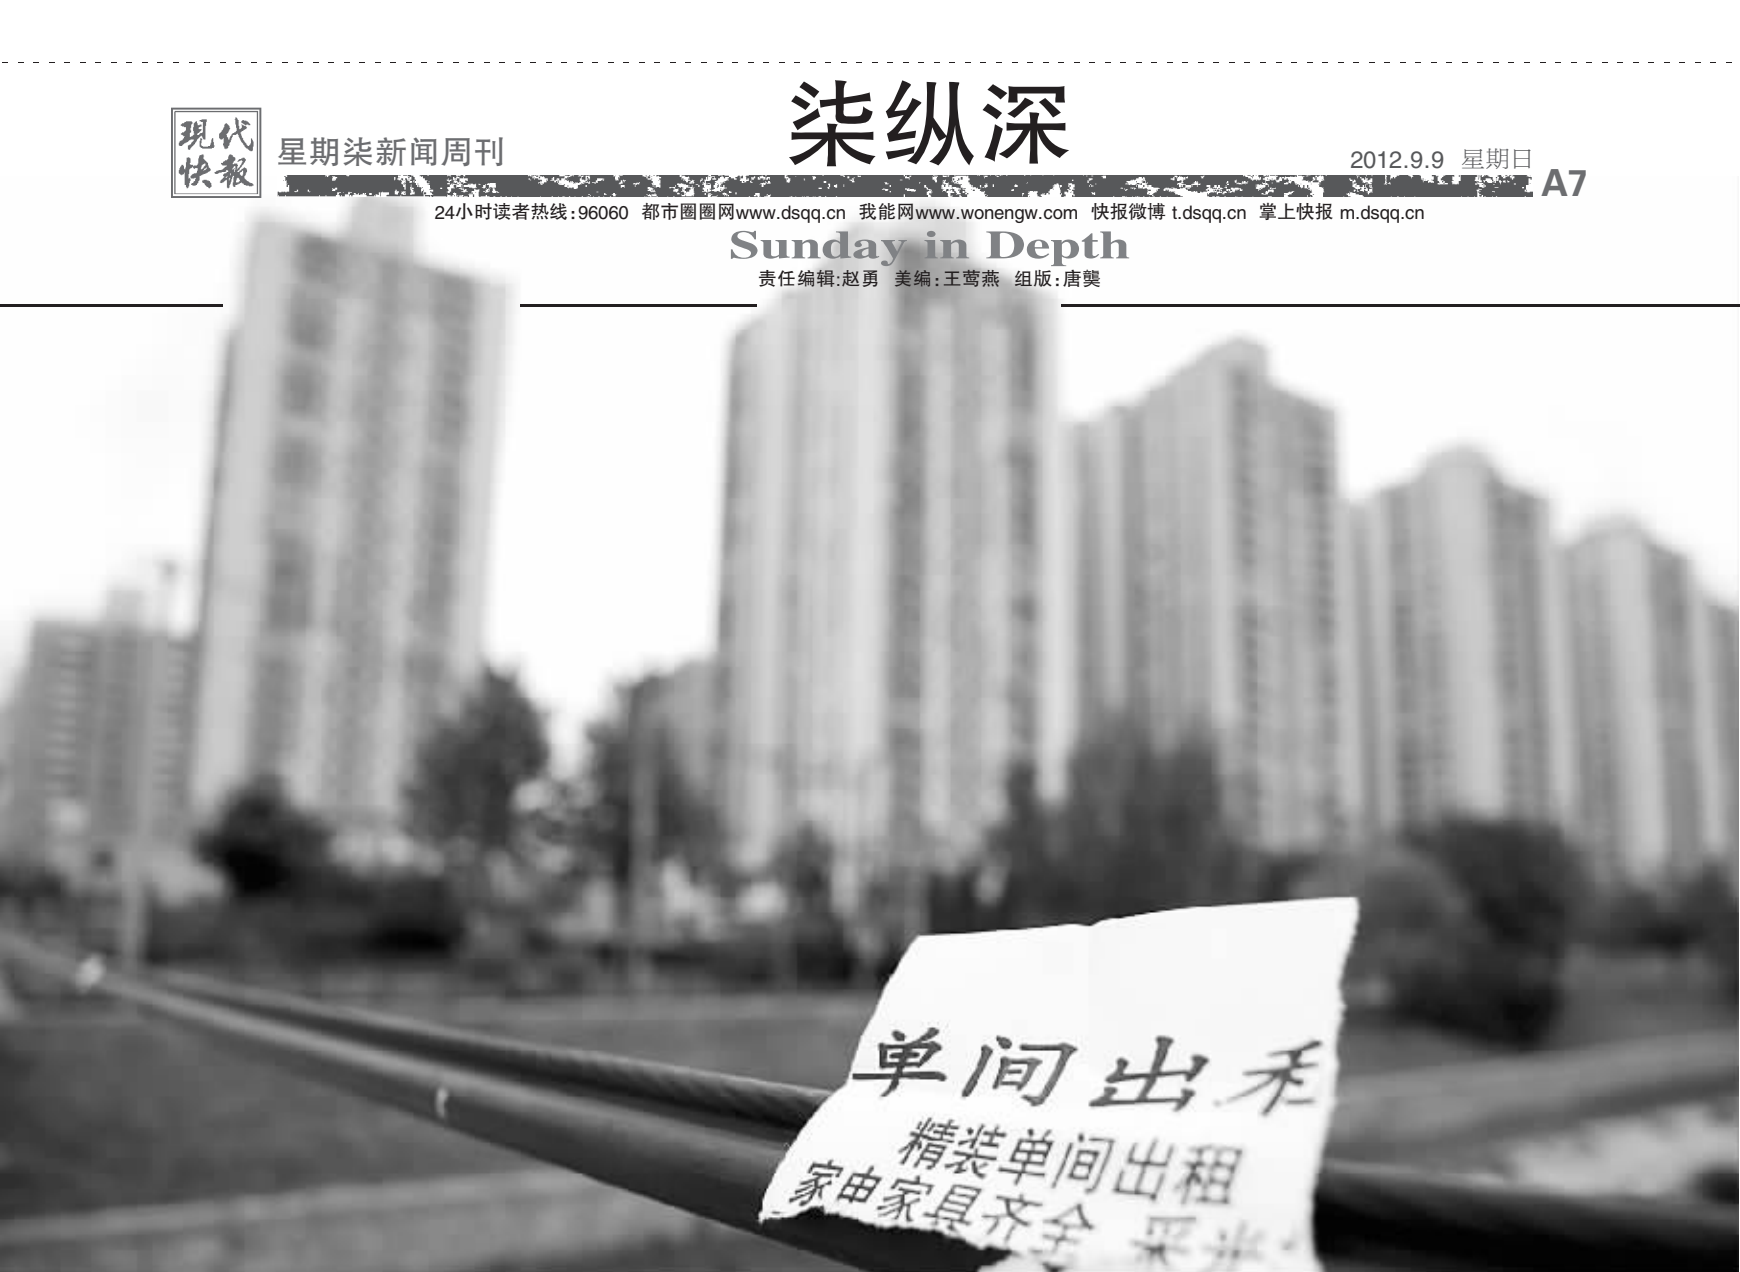 柒纵深
現代
快報
星期柒新闻周刊
2012.9.9 星期日
A7
24小时读者热线:96060 都市圈圈网www.dsqq.cn 我能网www.wonengw.com 快报微博 t.dsqq.cn 掌上快报 m.dsqq.cn
Sunday in Depth
责任编辑:赵勇 美编:王莺燕 组版:唐龑
单间出
精装单间出租
家电家具齐全 采光